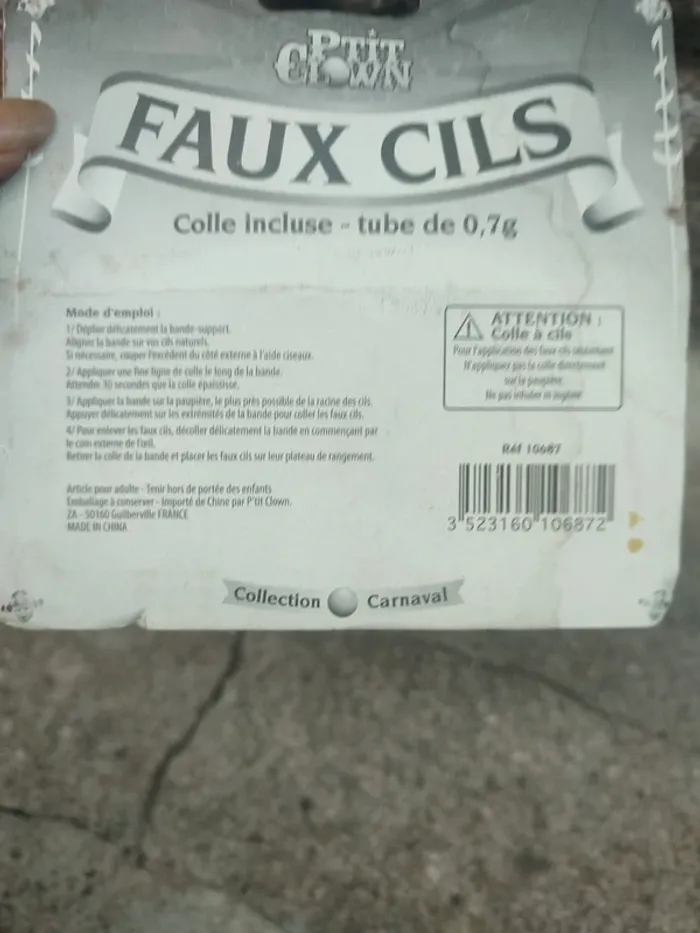 P'TIT
CLOWN
FAUX CILS
Colle incluse - tube de 0,7g
Mode d'emploi :
1/ Déplier délicatement la bande-support.
Aligner la bande sur vos cils naturels.
Si nécessaire, couper l'excédent du côté externe à l'aide ciseaux.
2/ Appliquer une fine ligne de colle le long de la bande.
Attendre 30 secondes que la colle épaississe.
3/ Appliquer la bande sur la paupière, le plus près possible de la racine des cils.
Appuyer délicatement sur les extrémités de la bande pour coller les faux cils.
4/ Pour enlever les faux cils, décoller délicatement la bande en commençant par
le coin externe de l'œil.
Retirer la colle de la bande et placer les faux cils sur leur plateau de rangement.
Article pour adulte - Tenir hors de portée des enfants
Emballage à conserver - Importé de Chine par P'tit Clown.
ZA - 50160 Guilberville FRANCE
MADE IN CHINA
ATTENTION :
Colle à cils
Pour l'application des faux cils seulement
N'appliquez pas la colle directement
sur la paupière
Ne pas inhaler ni ingérer
Réf 10687
3 523160 106872
Collection Carnaval